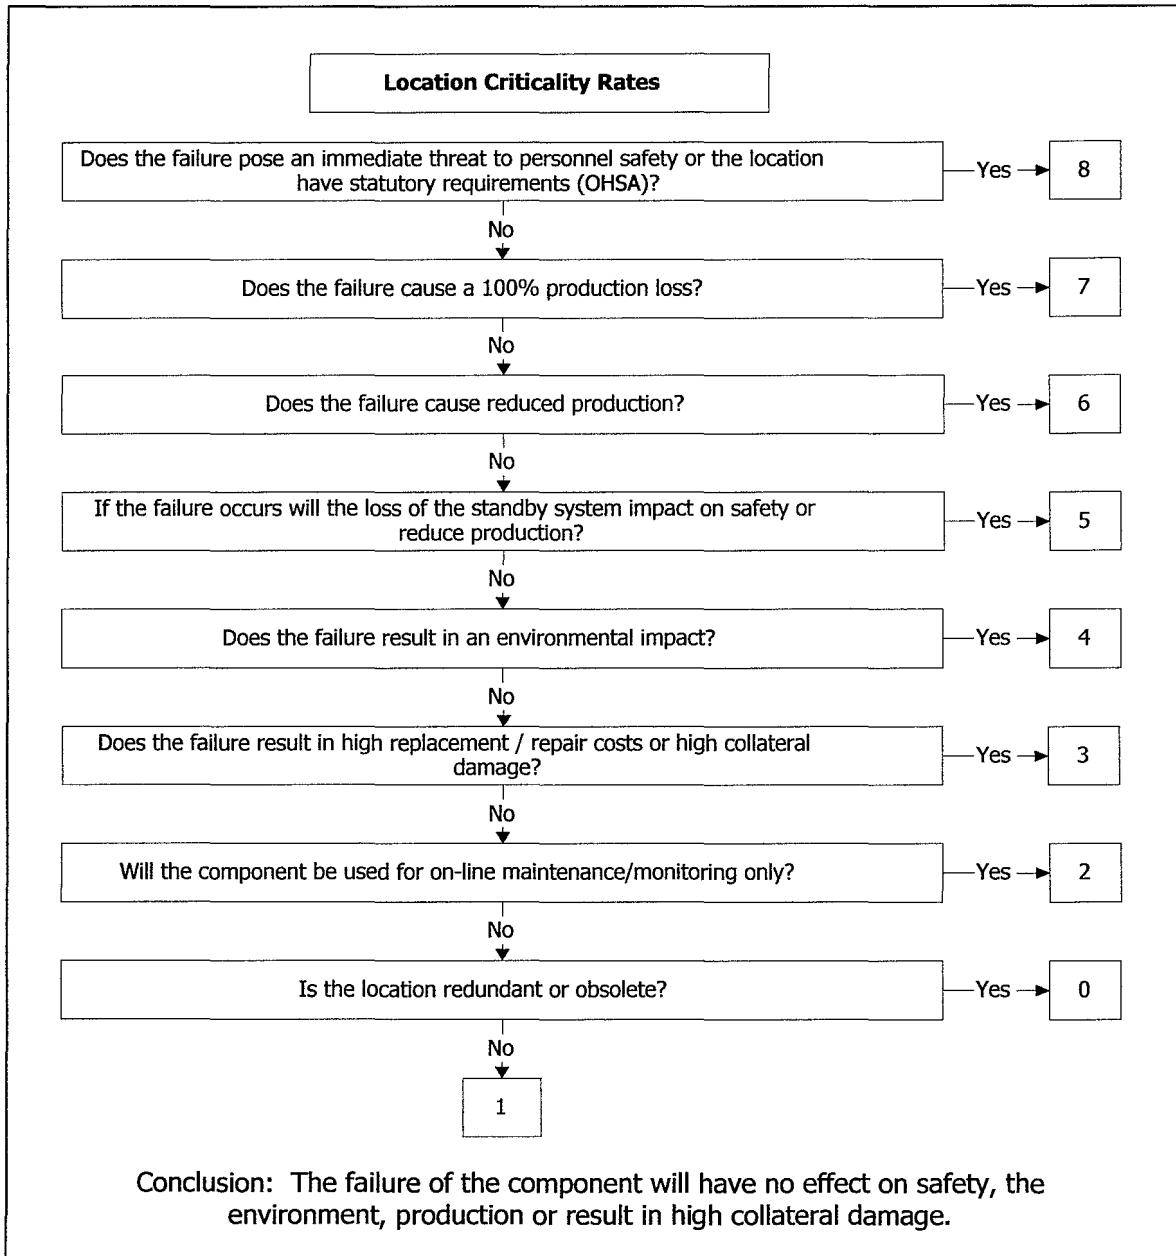 Location Criticality Rates
Does the failure pose an immediate threat to personnel safety or the location
have statutory requirements (OHSA)?
Yes
8
No
Does the failure cause a 100% production loss?
Yes
7
No
Does the failure cause reduced production?
Yes
6
No
If the failure occurs will the loss of the standby system impact on safety or
reduce production?
Yes
5
No
Does the failure result in an environmental impact?
Yes
4
No
Does the failure result in high replacement / repair costs or high collateral
damage?
Yes
3
No
Will the component be used for on-line maintenance/monitoring only?
Yes
2
No
Is the location redundant or obsolete?
Yes
0
No
1
Conclusion: The failure of the component will have no effect on safety, the
environment, production or result in high collateral damage.